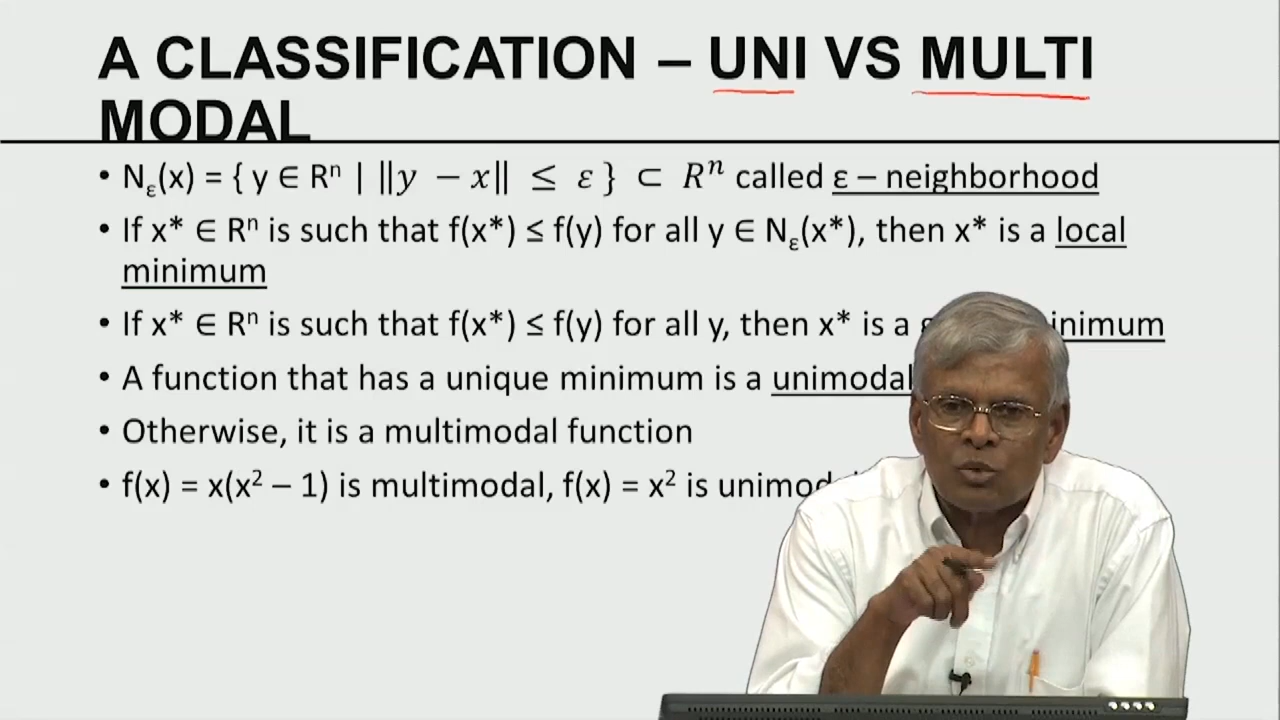 A CLASSIFICATION – UNI VS MULTI
MODAL
• Nε(x) = { y ∈ Rⁿ | ‖y − x‖ ≤ ε } ⊂ Rⁿ called ε – neighborhood
• If x* ∈ Rⁿ is such that f(x*) ≤ f(y) for all y ∈ Nε(x*), then x* is a local
minimum
• If x* ∈ Rⁿ is such that f(x*) ≤ f(y) for all y, then x* is a
• A function that has a unique minimum is a unimodal
• Otherwise, it is a multimodal function
• f(x) = x(x² – 1) is multimodal, f(x) = x² is